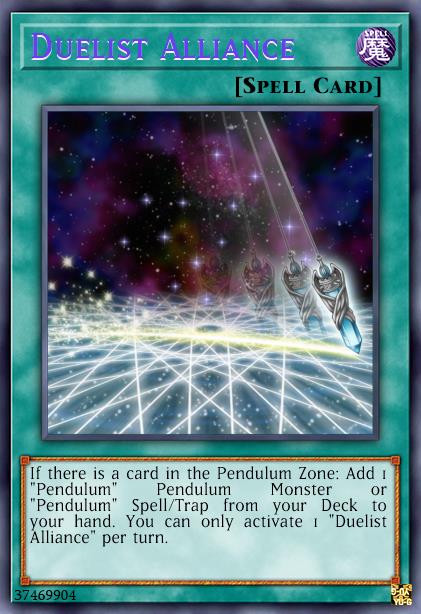 Duelist Alliance
SPELL
魔
[Spell Card]
If there is a card in the Pendulum Zone: Add 1
"Pendulum" Pendulum Monster or
"Pendulum" Spell/Trap from your Deck to
your hand. You can only activate 1 "Duelist
Alliance" per turn.
37469904